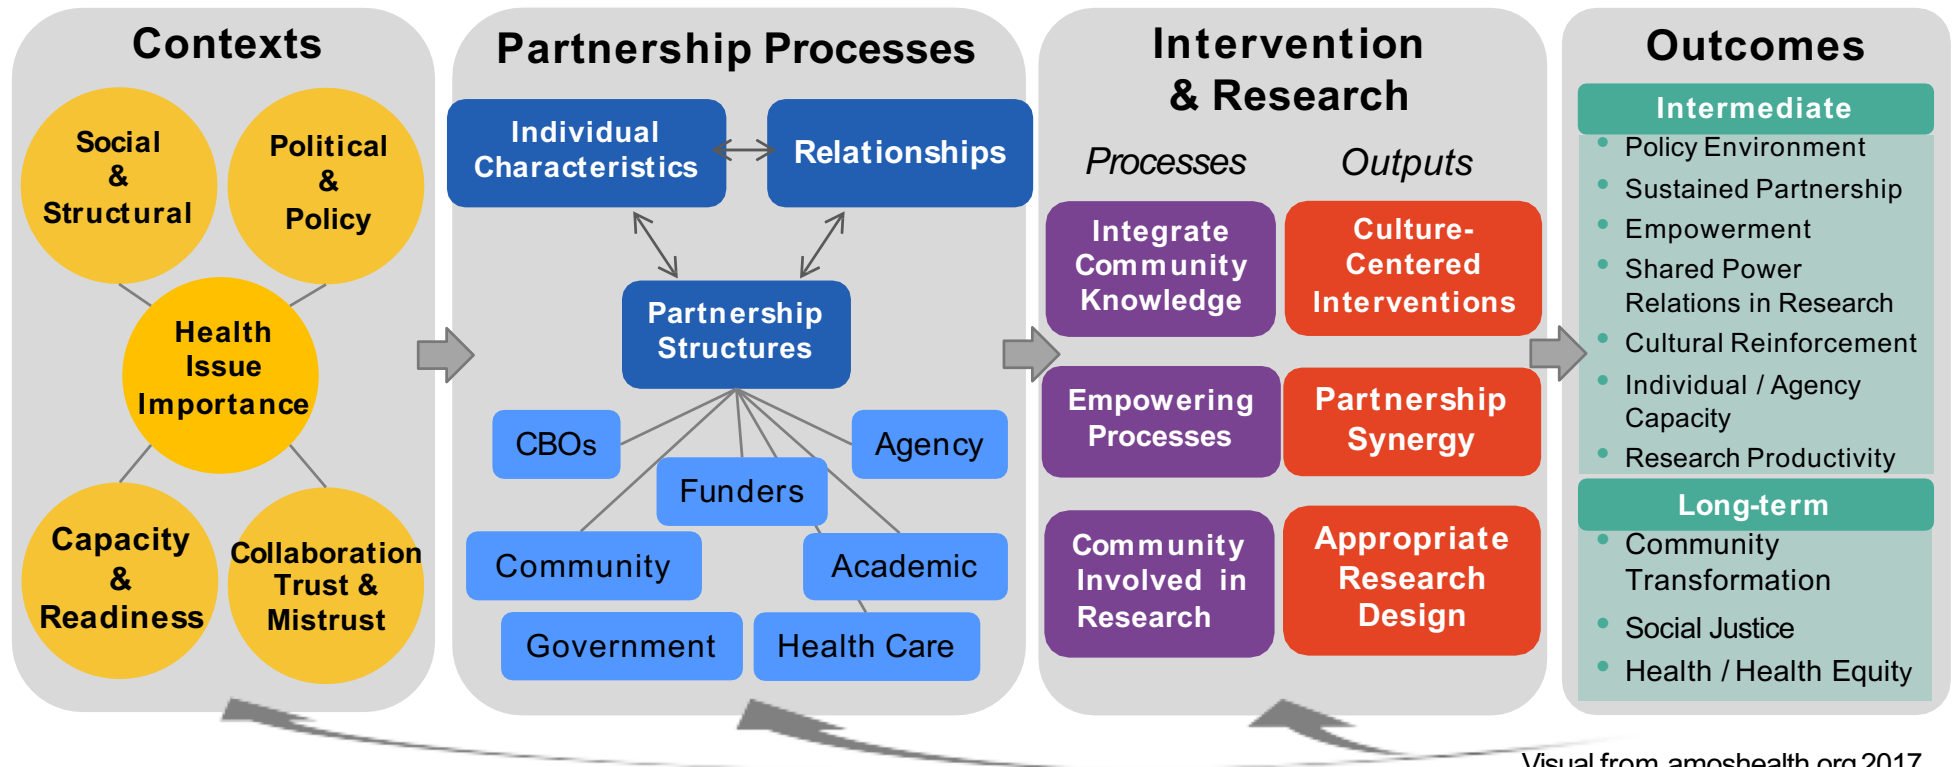 Contexts
Social
&
Structural
Political
&
Policy
Health
Issue
Importance
Capacity
&
Readiness
Collaboration
Trust &
Mistrust
Partnership Processes
Individual
Characteristics
Relationships
Partnership
Structures
CBOs
Agency
Funders
Community
Academic
Government
Health Care
Intervention
& Research
Processes
Outputs
Integrate
Community
Knowledge
Culture-
Centered
Interventions
Empowering
Processes
Partnership
Synergy
Community
Involved in
Research
Appropriate
Research
Design
Outcomes
Intermediate
• Policy Environment
• Sustained Partnership
• Empowerment
• Shared Power
Relations in Research
• Cultural Reinforcement
• Individual / Agency
Capacity
• Research Productivity
Long-term
• Community
Transformation
• Social Justice
• Health / Health Equity
Visual from amoshealth.org 2017